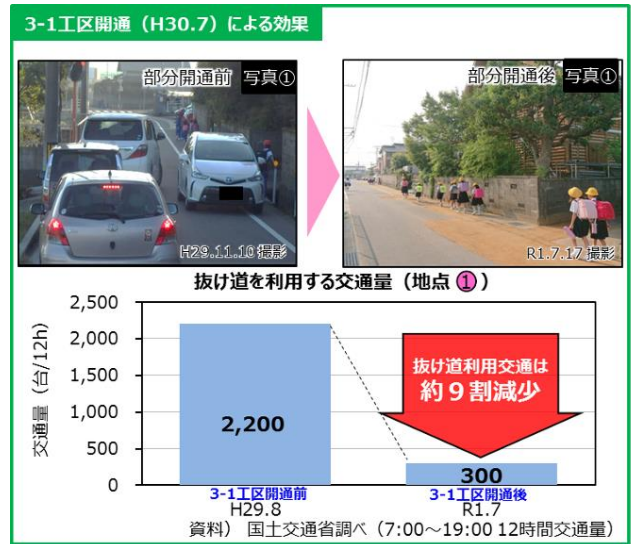 3-1工区開通（H30.7）による効果
部分開通前 写真①
部分開通後 写真①
H29.11.10 撮影
R1.7.17 撮影
抜け道を利用する交通量（地点①）
交通量（台/12h）
2,500
2,000
1,500
1,000
500
0
抜け道利用交通は
約９割減少
2,200
300
3-1工区開通前
3-1工区開通後
H29.8
R1.7
資料） 国土交通省調べ（7:00～19:00 12時間交通量）